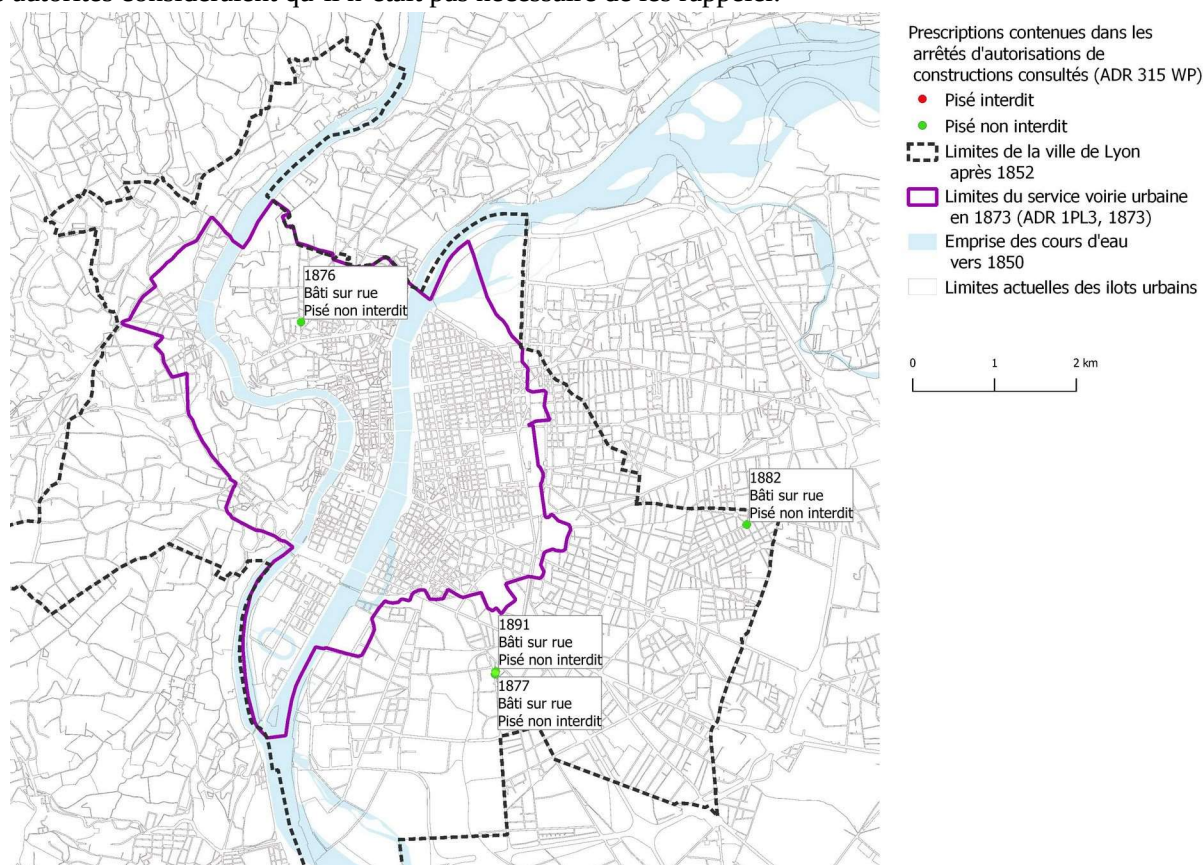 autorités considéraient qu'il n'était pas nécessaire de les rappeler.
Prescriptions contenues dans les
arrêtés d'autorisations de
constructions consultés (ADR 315 WP)
Pisé interdit
Pisé non interdit
Limites de la ville de Lyon
après 1852
Limites du service voirie urbaine
en 1873 (ADR 1PL3, 1873)
Emprise des cours d'eau
vers 1850
Limites actuelles des ilots urbains
0 1 2 km
1876
Bâti sur rue
Pisé non interdit
1882
Bâti sur rue
Pisé non interdit
1891
Bâti sur rue
Pisé non interdit
1877
Bâti sur rue
Pisé non interdit